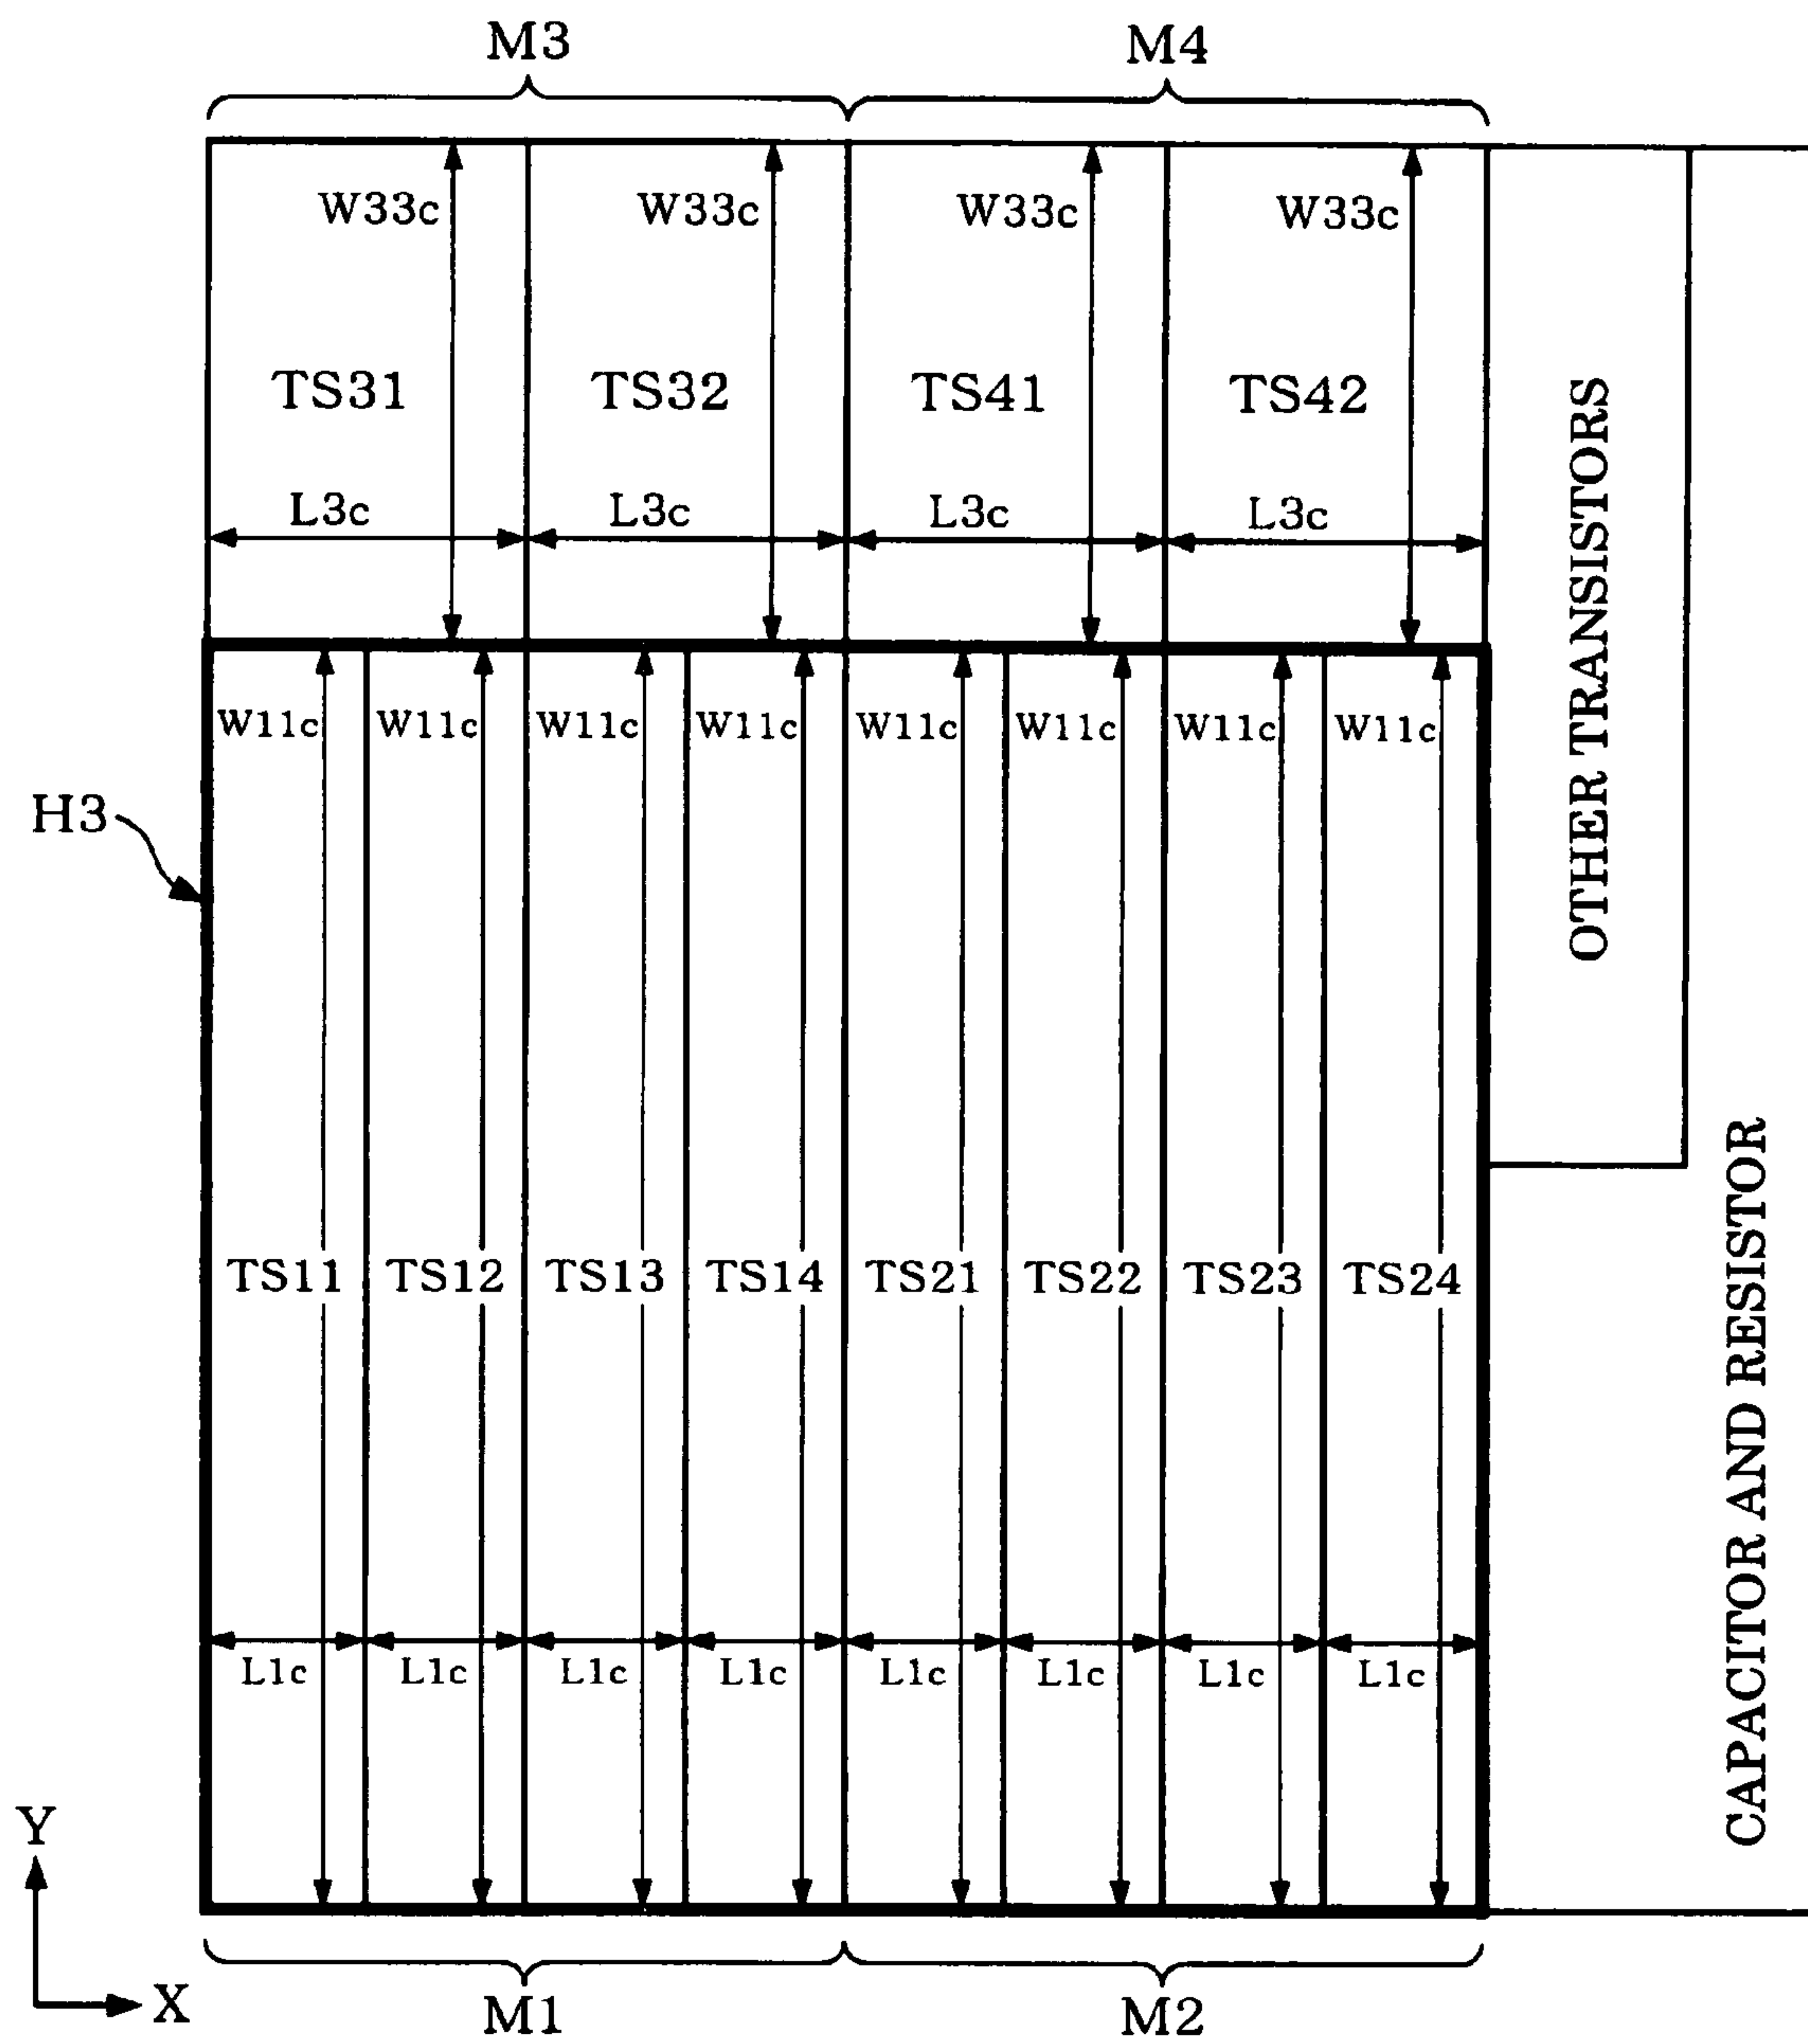 M3 M4
W33c W33c W33c W33c
TS31 TS32 TS41 TS42
L3c L3c L3c L3c
OTHER TRANSISTORS
W11c W11c W11c W11c W11c W11c W11c W11c
H3
TS11 TS12 TS13 TS14 TS21 TS22 TS23 TS24
CAPACITOR AND RESISTOR
L1c L1c L1c L1c L1c L1c L1c L1c
Y
X
M1 M2